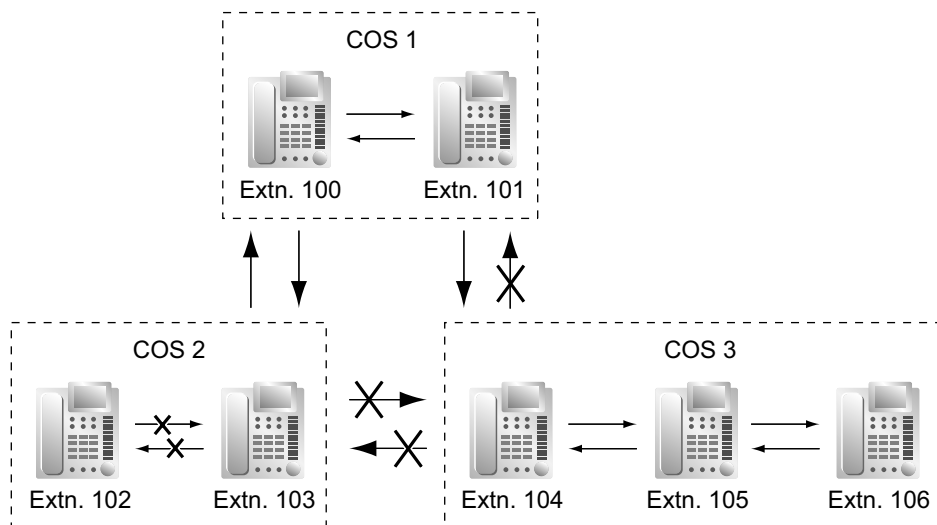 COS 1
Extn. 100
Extn. 101
COS 2
Extn. 102
Extn. 103
COS 3
Extn. 104
Extn. 105
Extn. 106